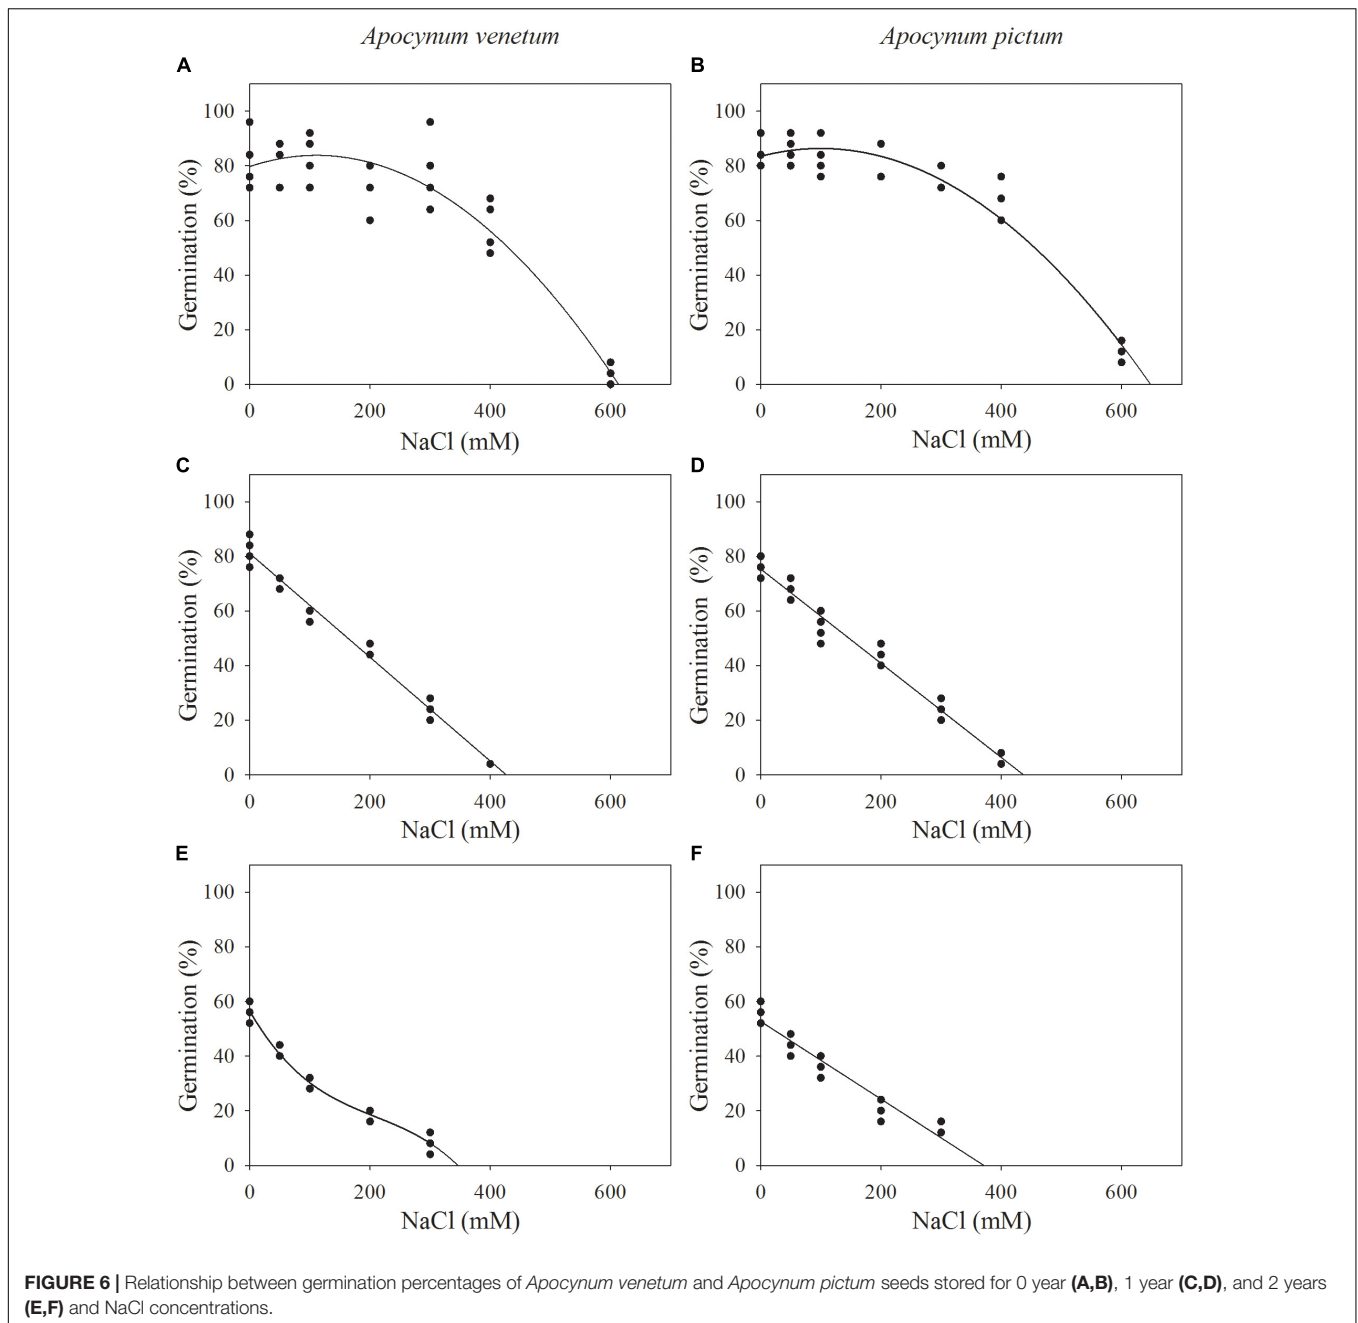 Apocynum venetum
Apocynum pictum
A
B
100
80
60
40
20
0
Germination (%)
0 200 400 600
NaCl (mM)
100
80
60
40
20
0
Germination (%)
0 200 400 600
NaCl (mM)
C
D
100
80
60
40
20
0
Germination (%)
0 200 400 600
NaCl (mM)
100
80
60
40
20
0
Germination (%)
0 200 400 600
NaCl (mM)
E
F
100
80
60
40
20
0
Germination (%)
0 200 400 600
NaCl (mM)
100
80
60
40
20
0
Germination (%)
0 200 400 600
NaCl (mM)
FIGURE 6 | Relationship between germination percentages of Apocynum venetum and Apocynum pictum seeds stored for 0 year (A,B), 1 year (C,D), and 2 years
(E,F) and NaCl concentrations.